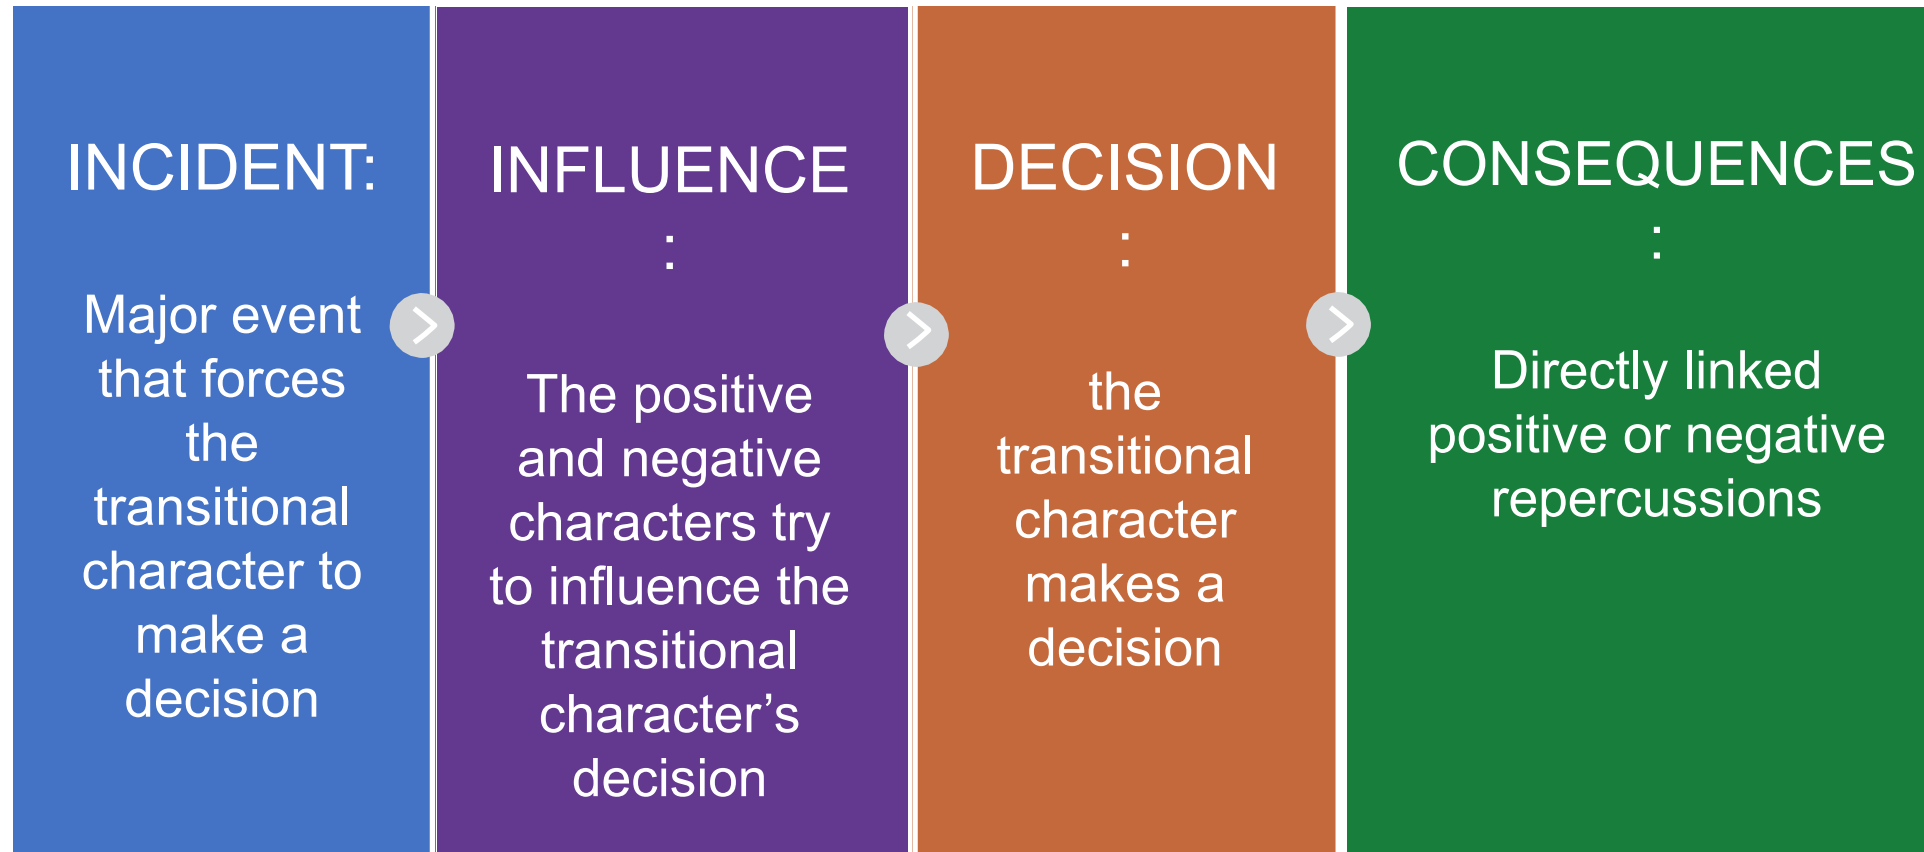 INCIDENT:
Major event
that forces
the
transitional
character to
make a
decision
INFLUENCE
:
The positive
and negative
characters try
to influence the
transitional
character’s
decision
DECISION
:
the
transitional
character
makes a
decision
CONSEQUENCES
:
Directly linked
positive or negative
repercussions